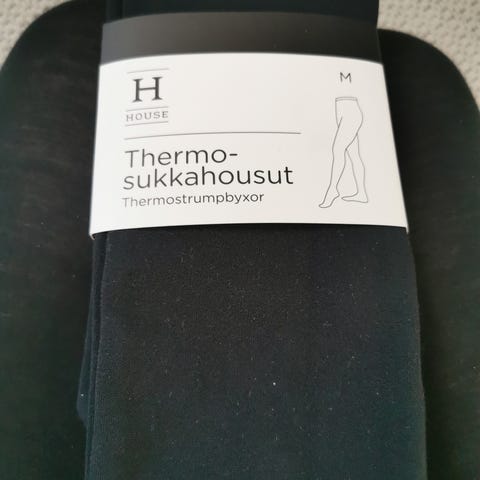 H
HOUSE
M
Thermo-
sukkahousut
Thermostrumpbyxor